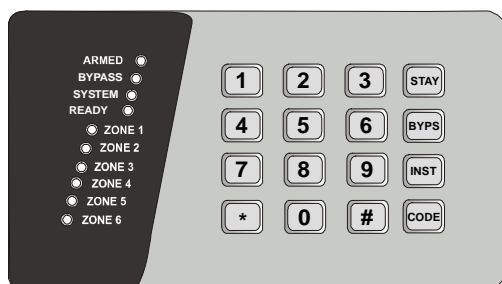 ARMED
BYPASS
SYSTEM
READY
ZONE 1
ZONE 2
ZONE 3
ZONE 4
ZONE 5
ZONE 6
1 2 3 STAY
4 5 6 BYPS
7 8 9 INST
* 0 # CODE